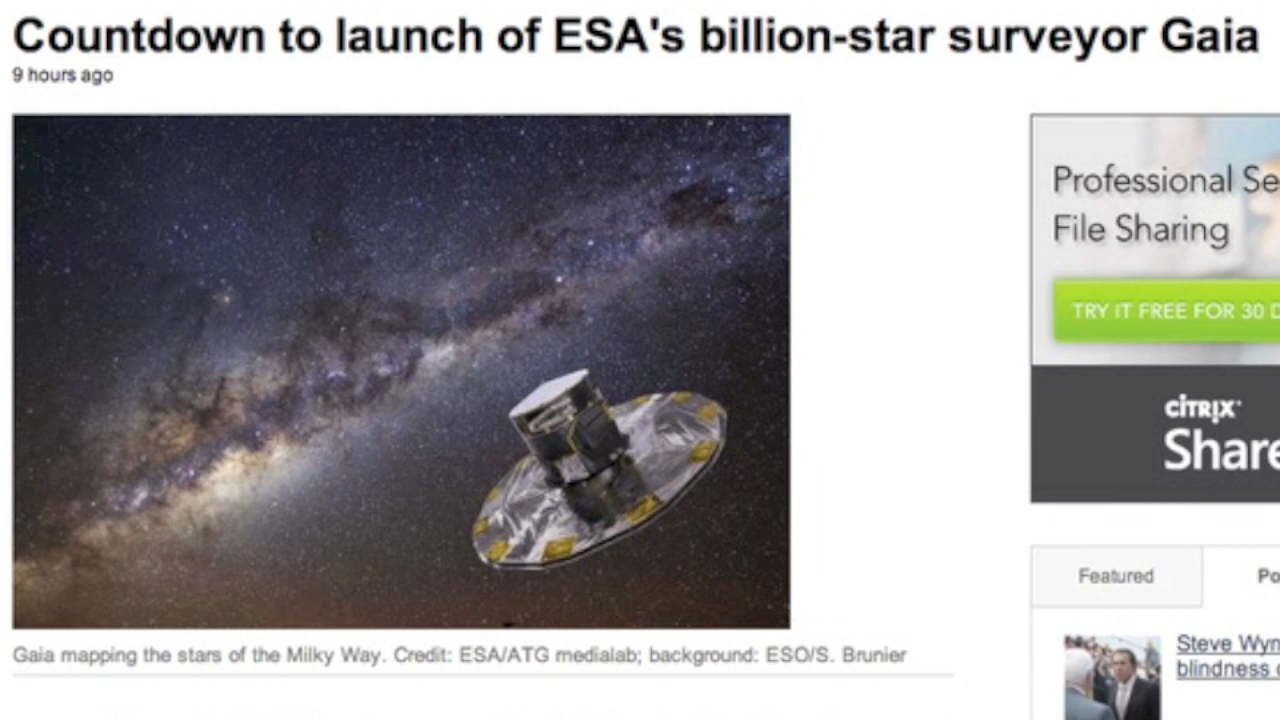 Countdown to launch of ESA's billion-star surveyor Gaia
9 hours ago
Professional Se
File Sharing
TRY IT FREE FOR 30 D
CİTRIX
Share
Gaia mapping the stars of the Milky Way. Credit: ESA/ATG medialab; background: ESO/S. Brunier
Featured
Po
Steve Wyn
blindness